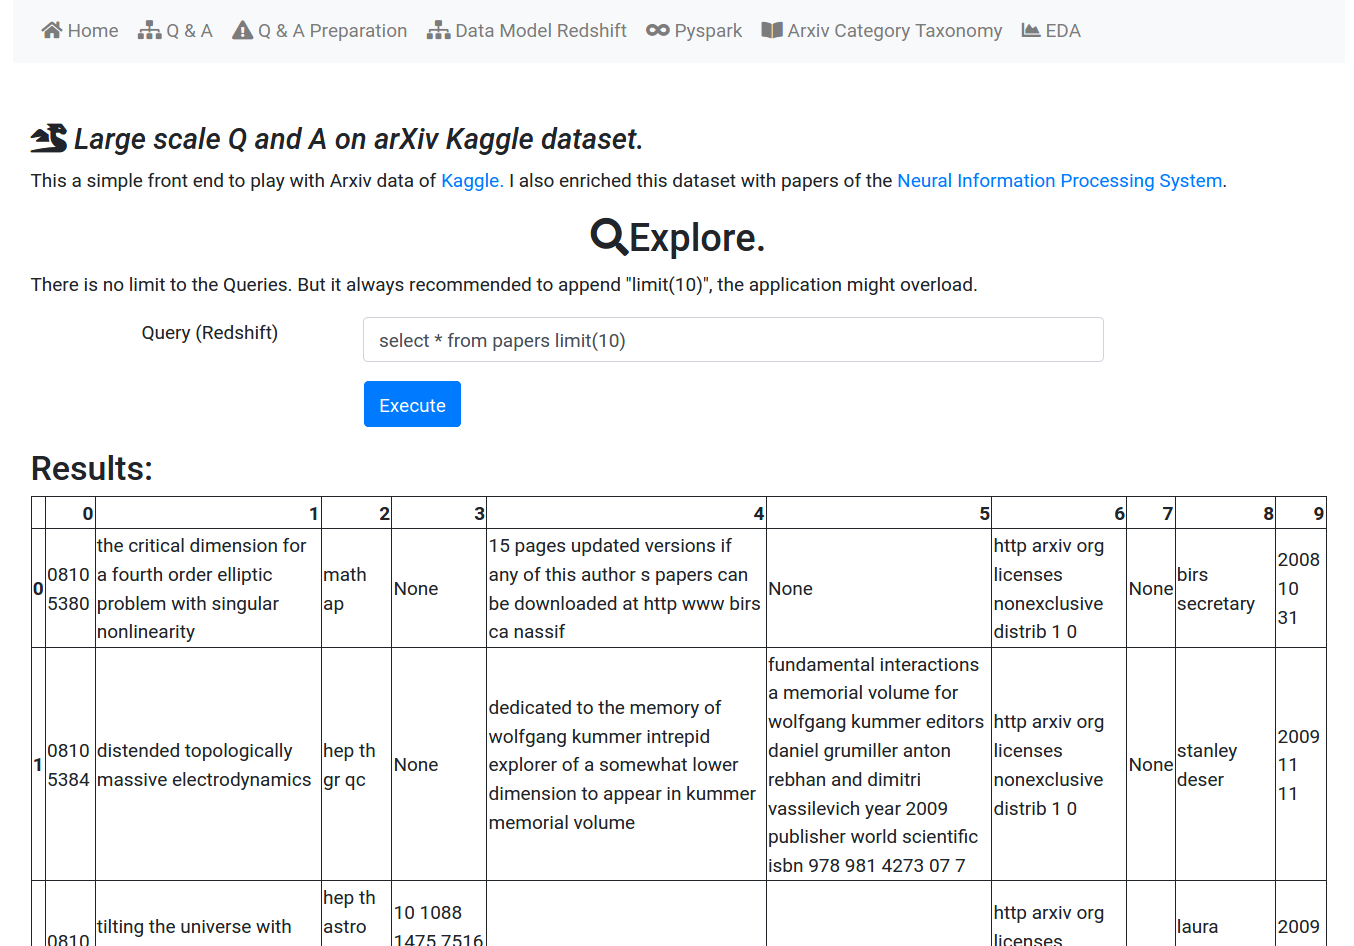 Home Q & A Q & A Preparation Data Model Redshift Pyspark Arxiv Category Taxonomy EDA
Large scale Q and A on arXiv Kaggle dataset.
This a simple front end to play with Arxiv data of Kaggle. I also enriched this dataset with papers of the Neural Information Processing System.
Explore.
There is no limit to the Queries. But it always recommended to append "limit(10)", the application might overload.
Query (Redshift)
select * from papers limit(10)
Execute
Results:
0 1 2 3 4 5 6 7 8 9
0
0810
5380
the critical dimension for
a fourth order elliptic
problem with singular
nonlinearity
math
ap
None
15 pages updated versions if
any of this author s papers can
be downloaded at http www birs
ca nassif
None
http arxiv org
licenses
nonexclusive
distrib 1 0
None
birs
secretary
2008
10
31
1
0810
5384
distended topologically
massive electrodynamics
hep th
gr qc
None
dedicated to the memory of
wolfgang kummer intrepid
explorer of a somewhat lower
dimension to appear in kummer
memorial volume
fundamental interactions
a memorial volume for
wolfgang kummer editors
daniel grumiller anton
rebhan and dimitri
vassilevich year 2009
publisher world scientific
isbn 978 981 4273 07 7
http arxiv org
licenses
nonexclusive
distrib 1 0
None
stanley
deser
2009
11
11
0810
tilting the universe with
hep th
astro
10 1088
1475 7516
http arxiv org
licenses
laura
2009